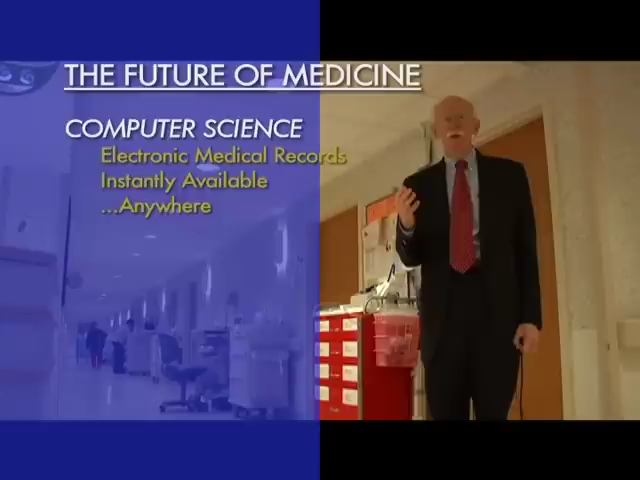 THE FUTURE OF MEDICINE
COMPUTER SCIENCE
Electronic Medical Records
Instantly Available
...Anywhere